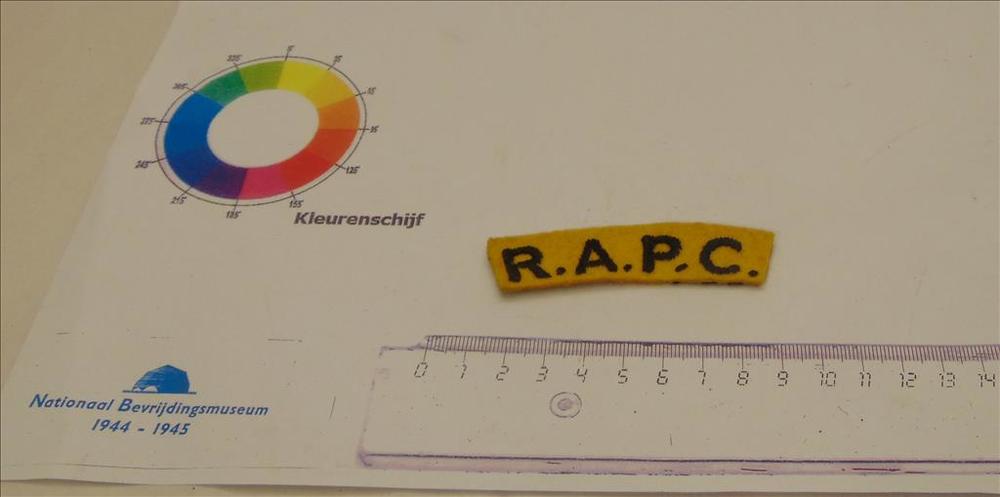 Kleurenschijf
R.A.P.C.
0 1 2 3 4 5 6 7 8 9 10 11 12 13 14
Nationaal Bevrijdingsmuseum
1944 - 1945